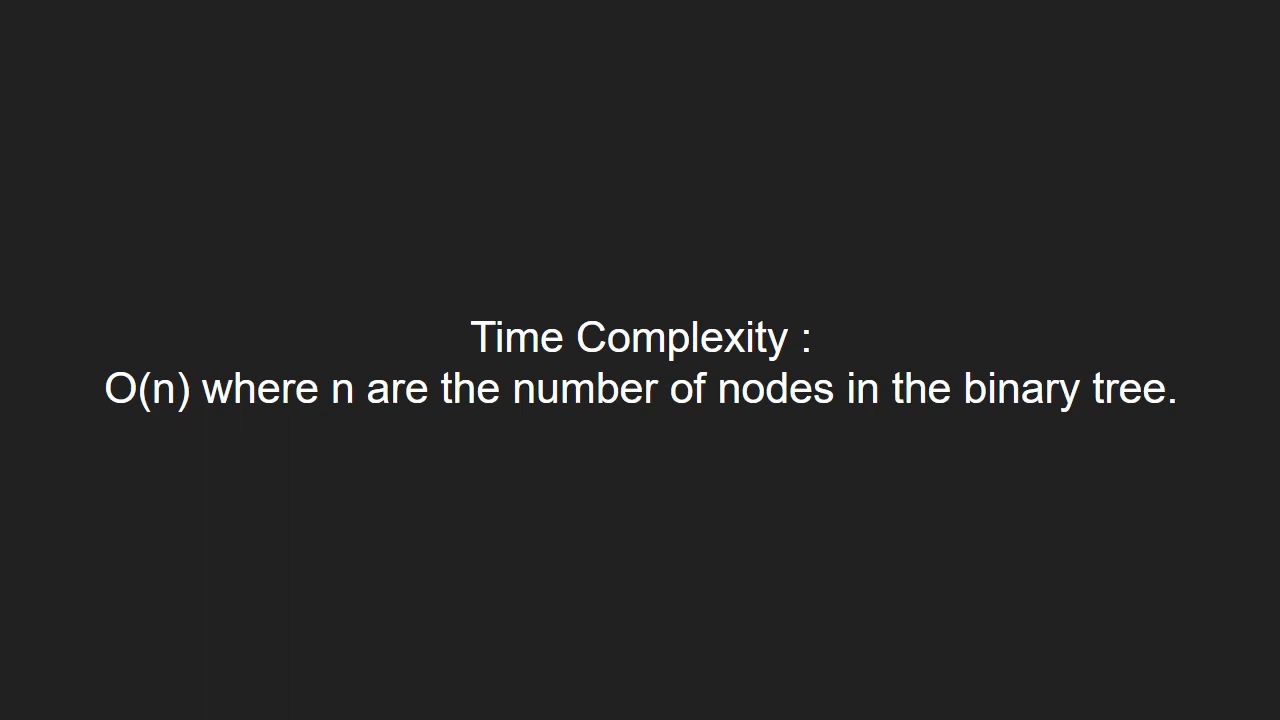 Time Complexity :
O(n) where n are the number of nodes in the binary tree.